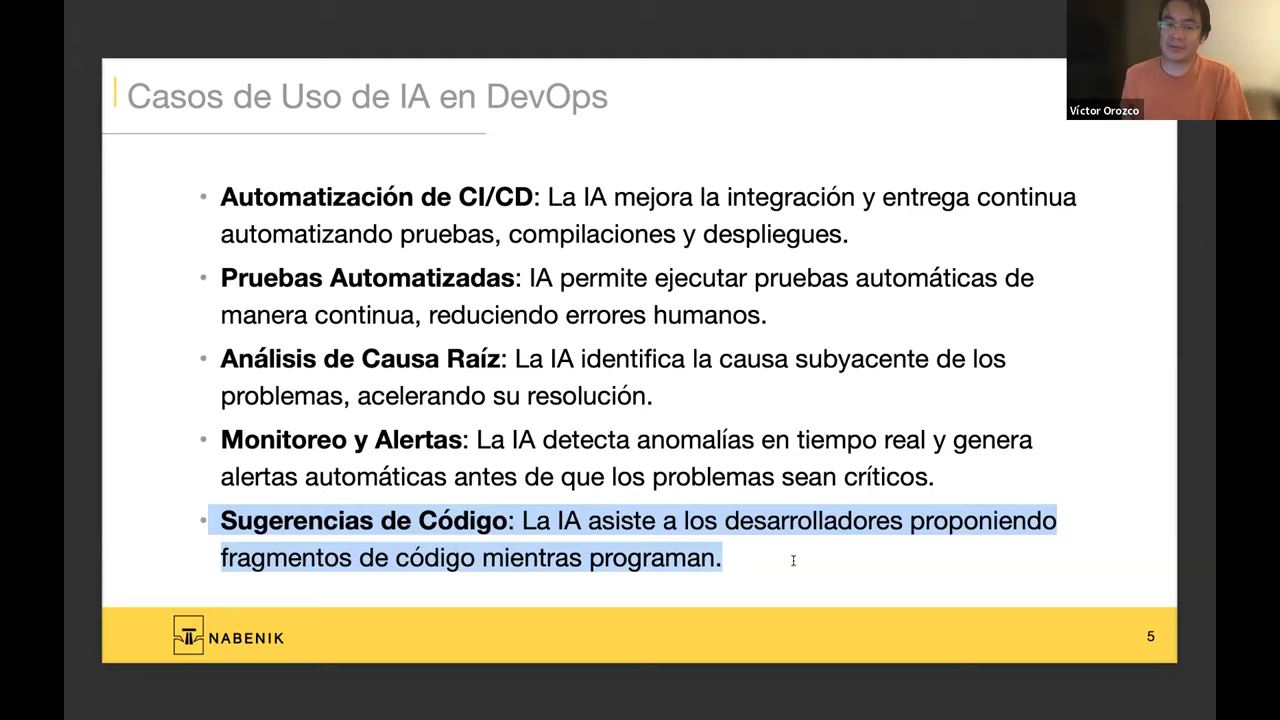 Víctor Orozco
Casos de Uso de IA en DevOps
• Automatización de CI/CD: La IA mejora la integración y entrega continua
automatizando pruebas, compilaciones y despliegues.
• Pruebas Automatizadas: IA permite ejecutar pruebas automáticas de
manera continua, reduciendo errores humanos.
• Análisis de Causa Raíz: La IA identifica la causa subyacente de los
problemas, acelerando su resolución.
• Monitoreo y Alertas: La IA detecta anomalías en tiempo real y genera
alertas automáticas antes de que los problemas sean críticos.
• Sugerencias de Código: La IA asiste a los desarrolladores proponiendo
fragmentos de código mientras programan.
NABENIK
5